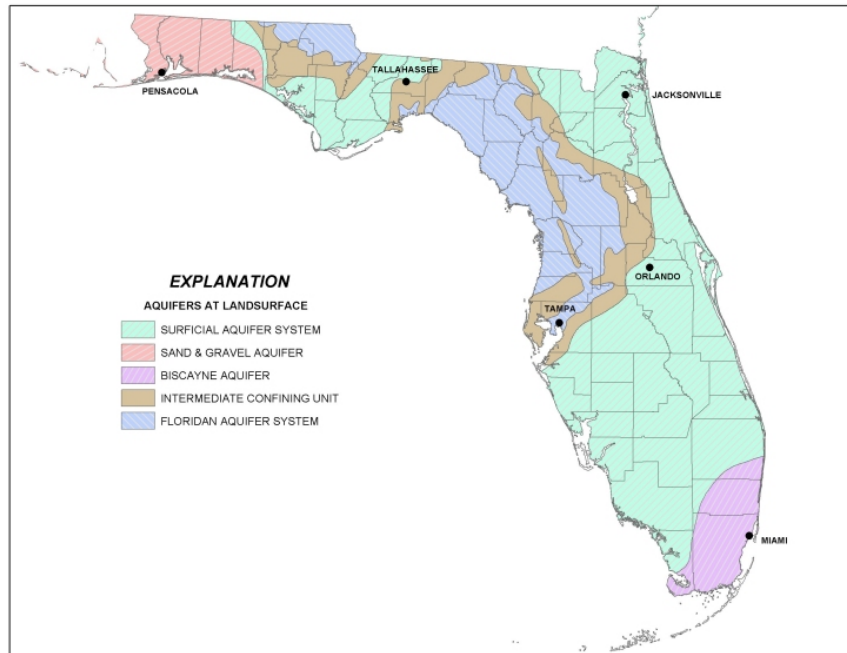 TALLAHASSEE
PENSACOLA
JACKSONVILLE
EXPLANATION
ORLANDO
AQUIFERS AT LANDSURFACE
TAMPA
SURFICIAL AQUIFER SYSTEM
SAND & GRAVEL AQUIFER
BISCAYNE AQUIFER
INTERMEDIATE CONFINING UNIT
FLORIDAN AQUIFER SYSTEM
MIAMI